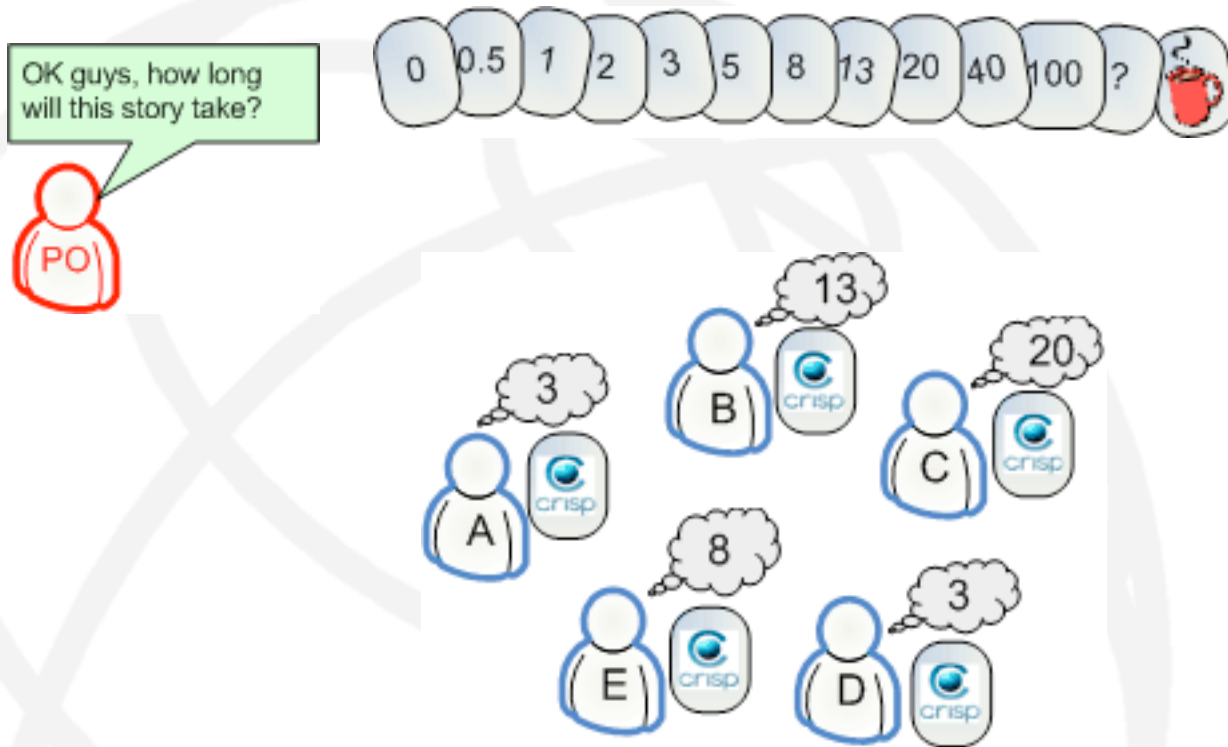 OK guys, how long
will this story take?
PO
0 0.5 1 2 3 5 8 13 20 40 100 ?
13
B
crisp
20
C
crisp
3
A
crisp
8
E
crisp
3
D
crisp